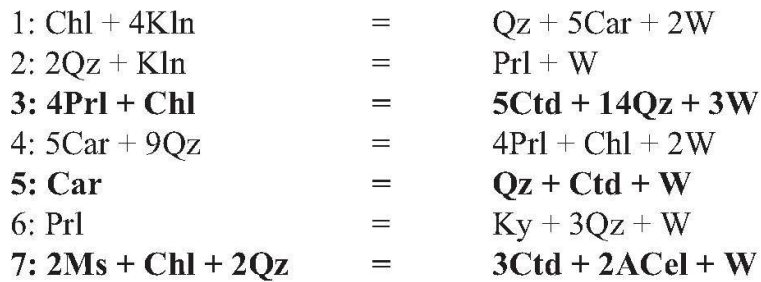 1: Chl + 4Kln = Qz + 5Car + 2W
2: 2Qz + Kln = Prl + W
3: 4Prl + Chl = 5Ctd + 14Qz + 3W
4: 5Car + 9Qz = 4Prl + Chl + 2W
5: Car = Qz + Ctd + W
6: Prl = Ky + 3Qz + W
7: 2Ms + Chl + 2Qz = 3Ctd + 2ACel + W